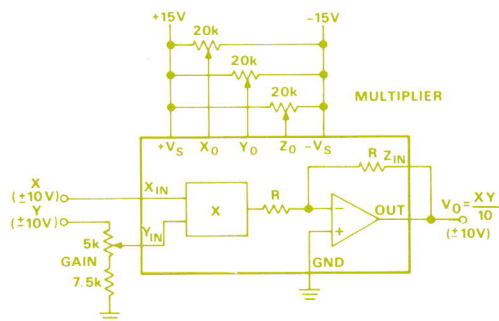 +15V
-15V
20k
20k
20k
MULTIPLIER
+VS X0 Y0 Z0 -VS
X
(±10V)
Y
(±10V)
XIN
YIN
X
R
R ZIN
-
+
OUT
GND
5k
GAIN
7.5k
V0 = XY/10
(±10V)